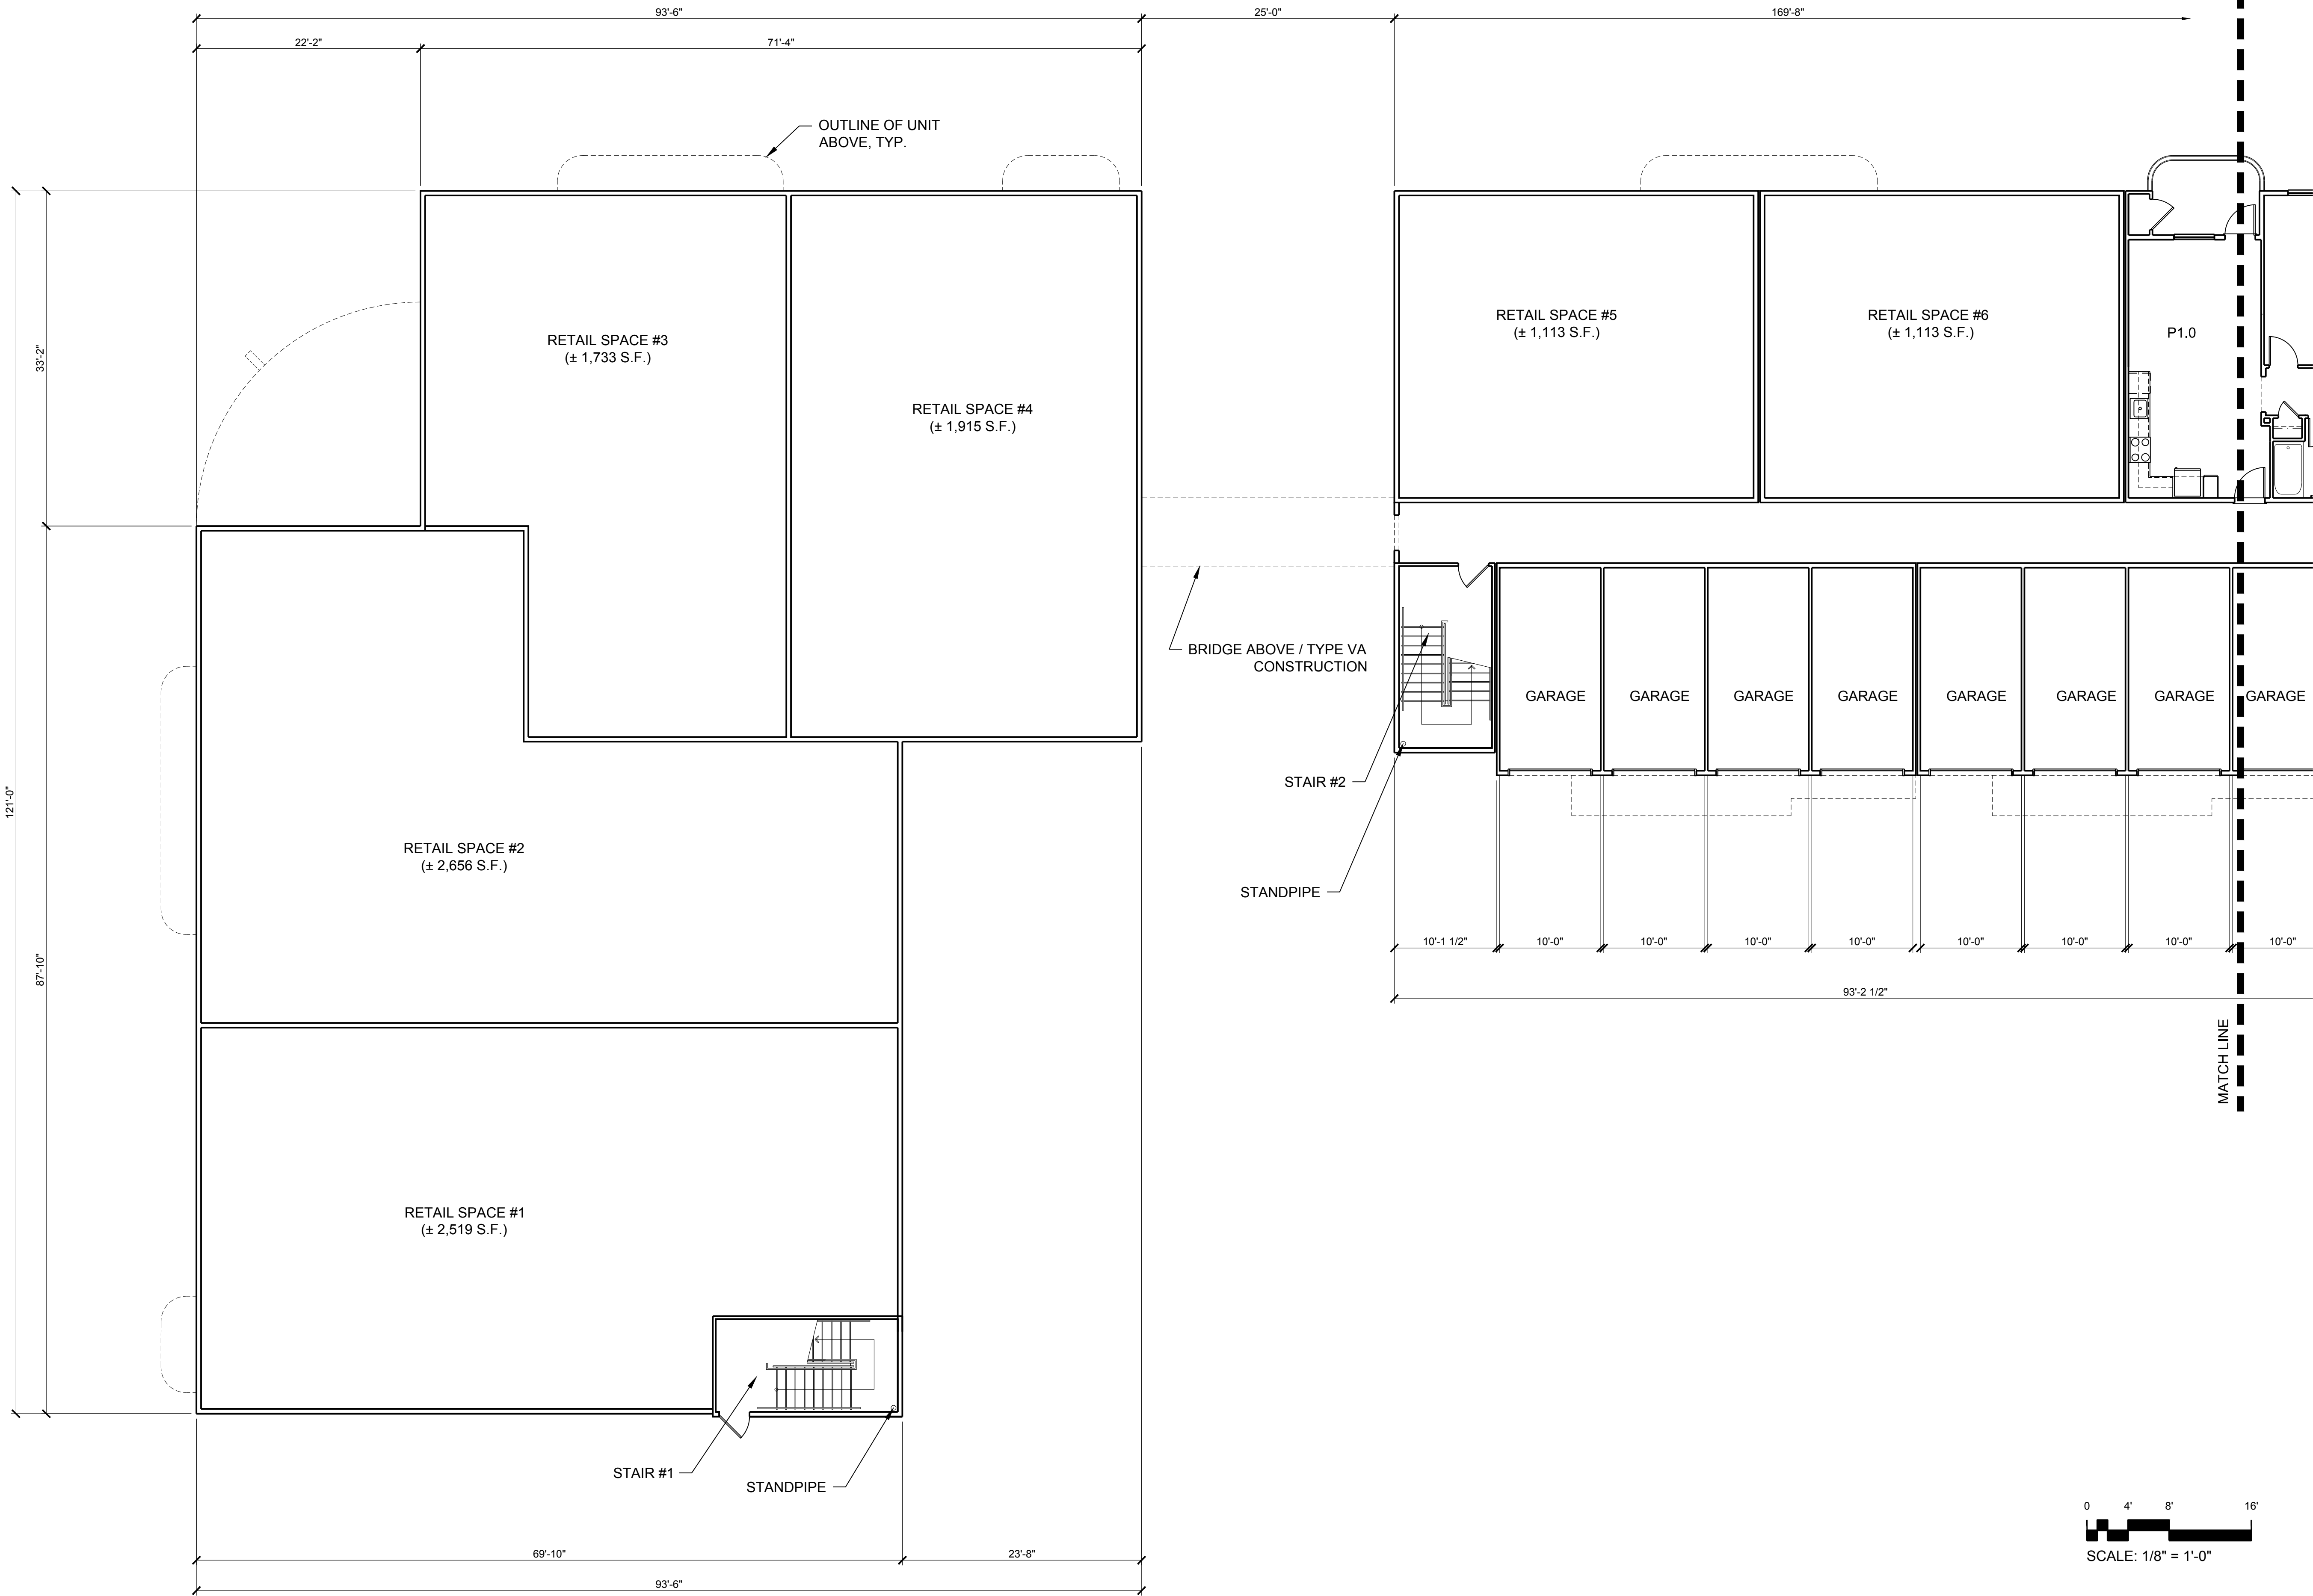 93'-6"
25'-0"
169'-8"
22'-2"
71'-4"
OUTLINE OF UNIT
ABOVE, TYP.
33'-2"
121'-0"
87'-10"
RETAIL SPACE #3
(± 1,733 S.F.)
RETAIL SPACE #4
(± 1,915 S.F.)
RETAIL SPACE #5
(± 1,113 S.F.)
RETAIL SPACE #6
(± 1,113 S.F.)
P1.0
BRIDGE ABOVE / TYPE VA
CONSTRUCTION
GARAGE
GARAGE
GARAGE
GARAGE
GARAGE
GARAGE
GARAGE
GARAGE
STAIR #2
RETAIL SPACE #2
(± 2,656 S.F.)
STANDPIPE
10'-1 1/2"
10'-0"
10'-0"
10'-0"
10'-0"
10'-0"
10'-0"
10'-0"
10'-0"
93'-2 1/2"
MATCH LINE
RETAIL SPACE #1
(± 2,519 S.F.)
STAIR #1
STANDPIPE
69'-10"
23'-8"
93'-6"
0 4' 8' 16'
SCALE: 1/8" = 1'-0"